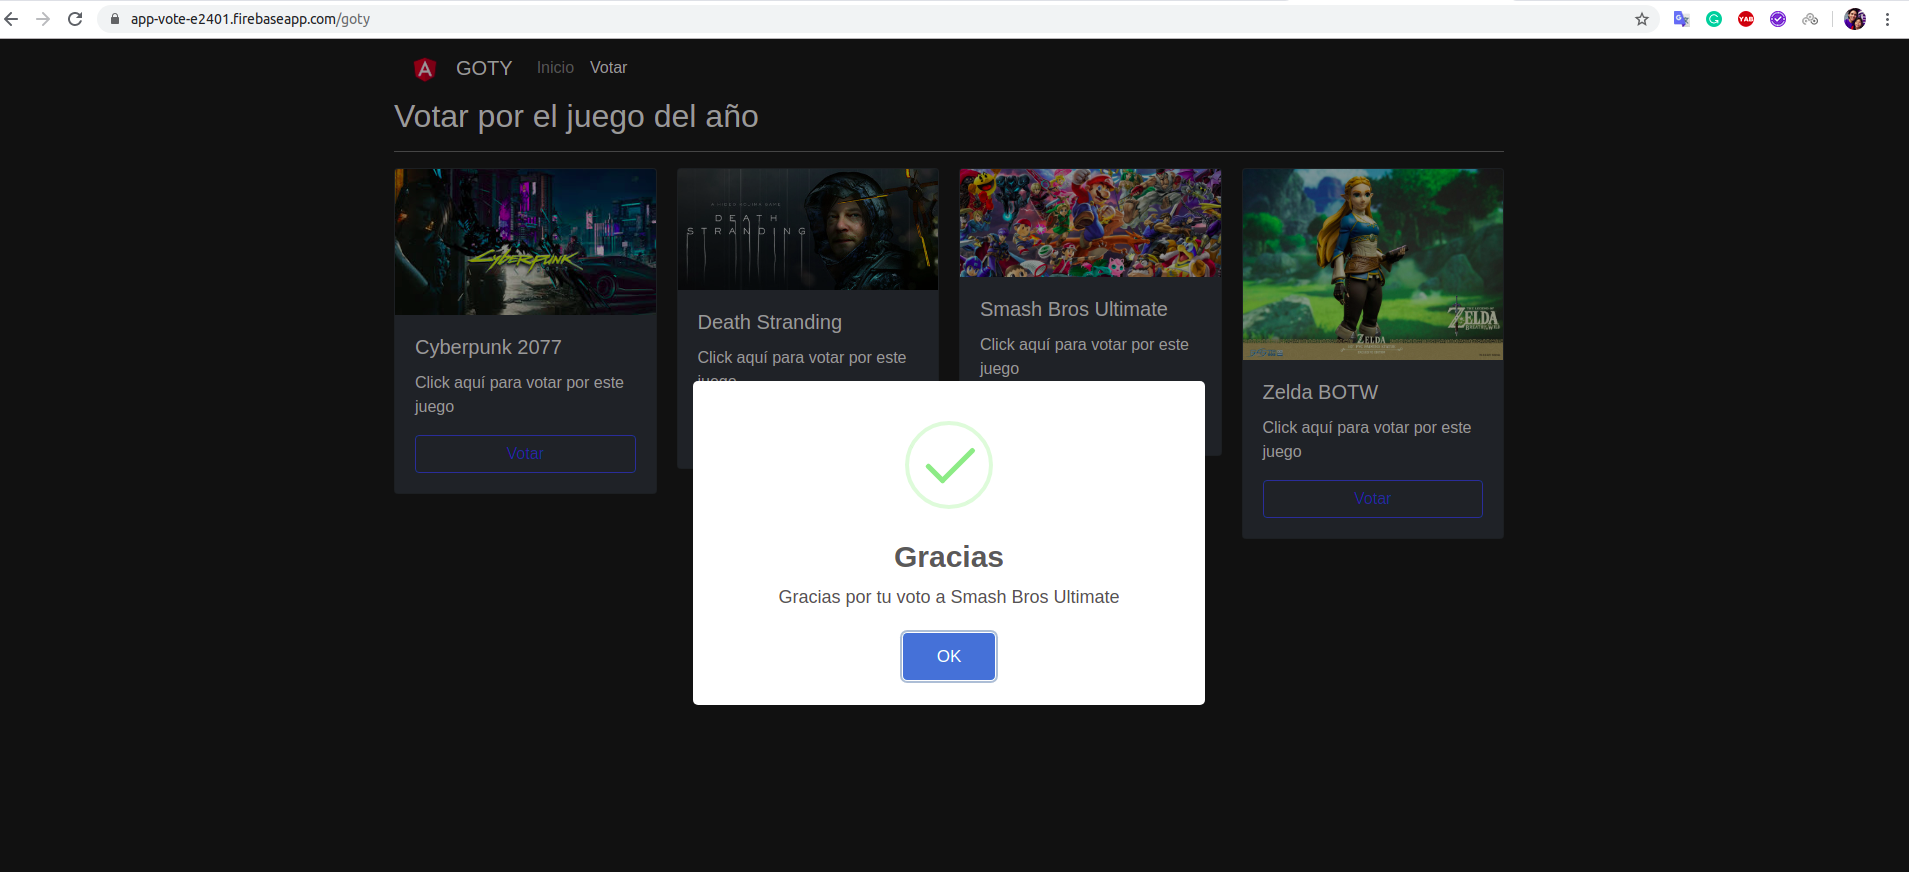 app-vote-e2401.firebaseapp.com/goty
GOTY Inicio Votar
Votar por el juego del año
CYBERPUNK
Cyberpunk 2077
Click aquí para votar por este
juego
Votar
DEATH
STRANDING
Death Stranding
Click aquí para votar por este
juego
Smash Bros Ultimate
Click aquí para votar por este
juego
ZELDA
ZELDA
Zelda BOTW
Click aquí para votar por este
juego
Votar
Gracias
Gracias por tu voto a Smash Bros Ultimate
OK